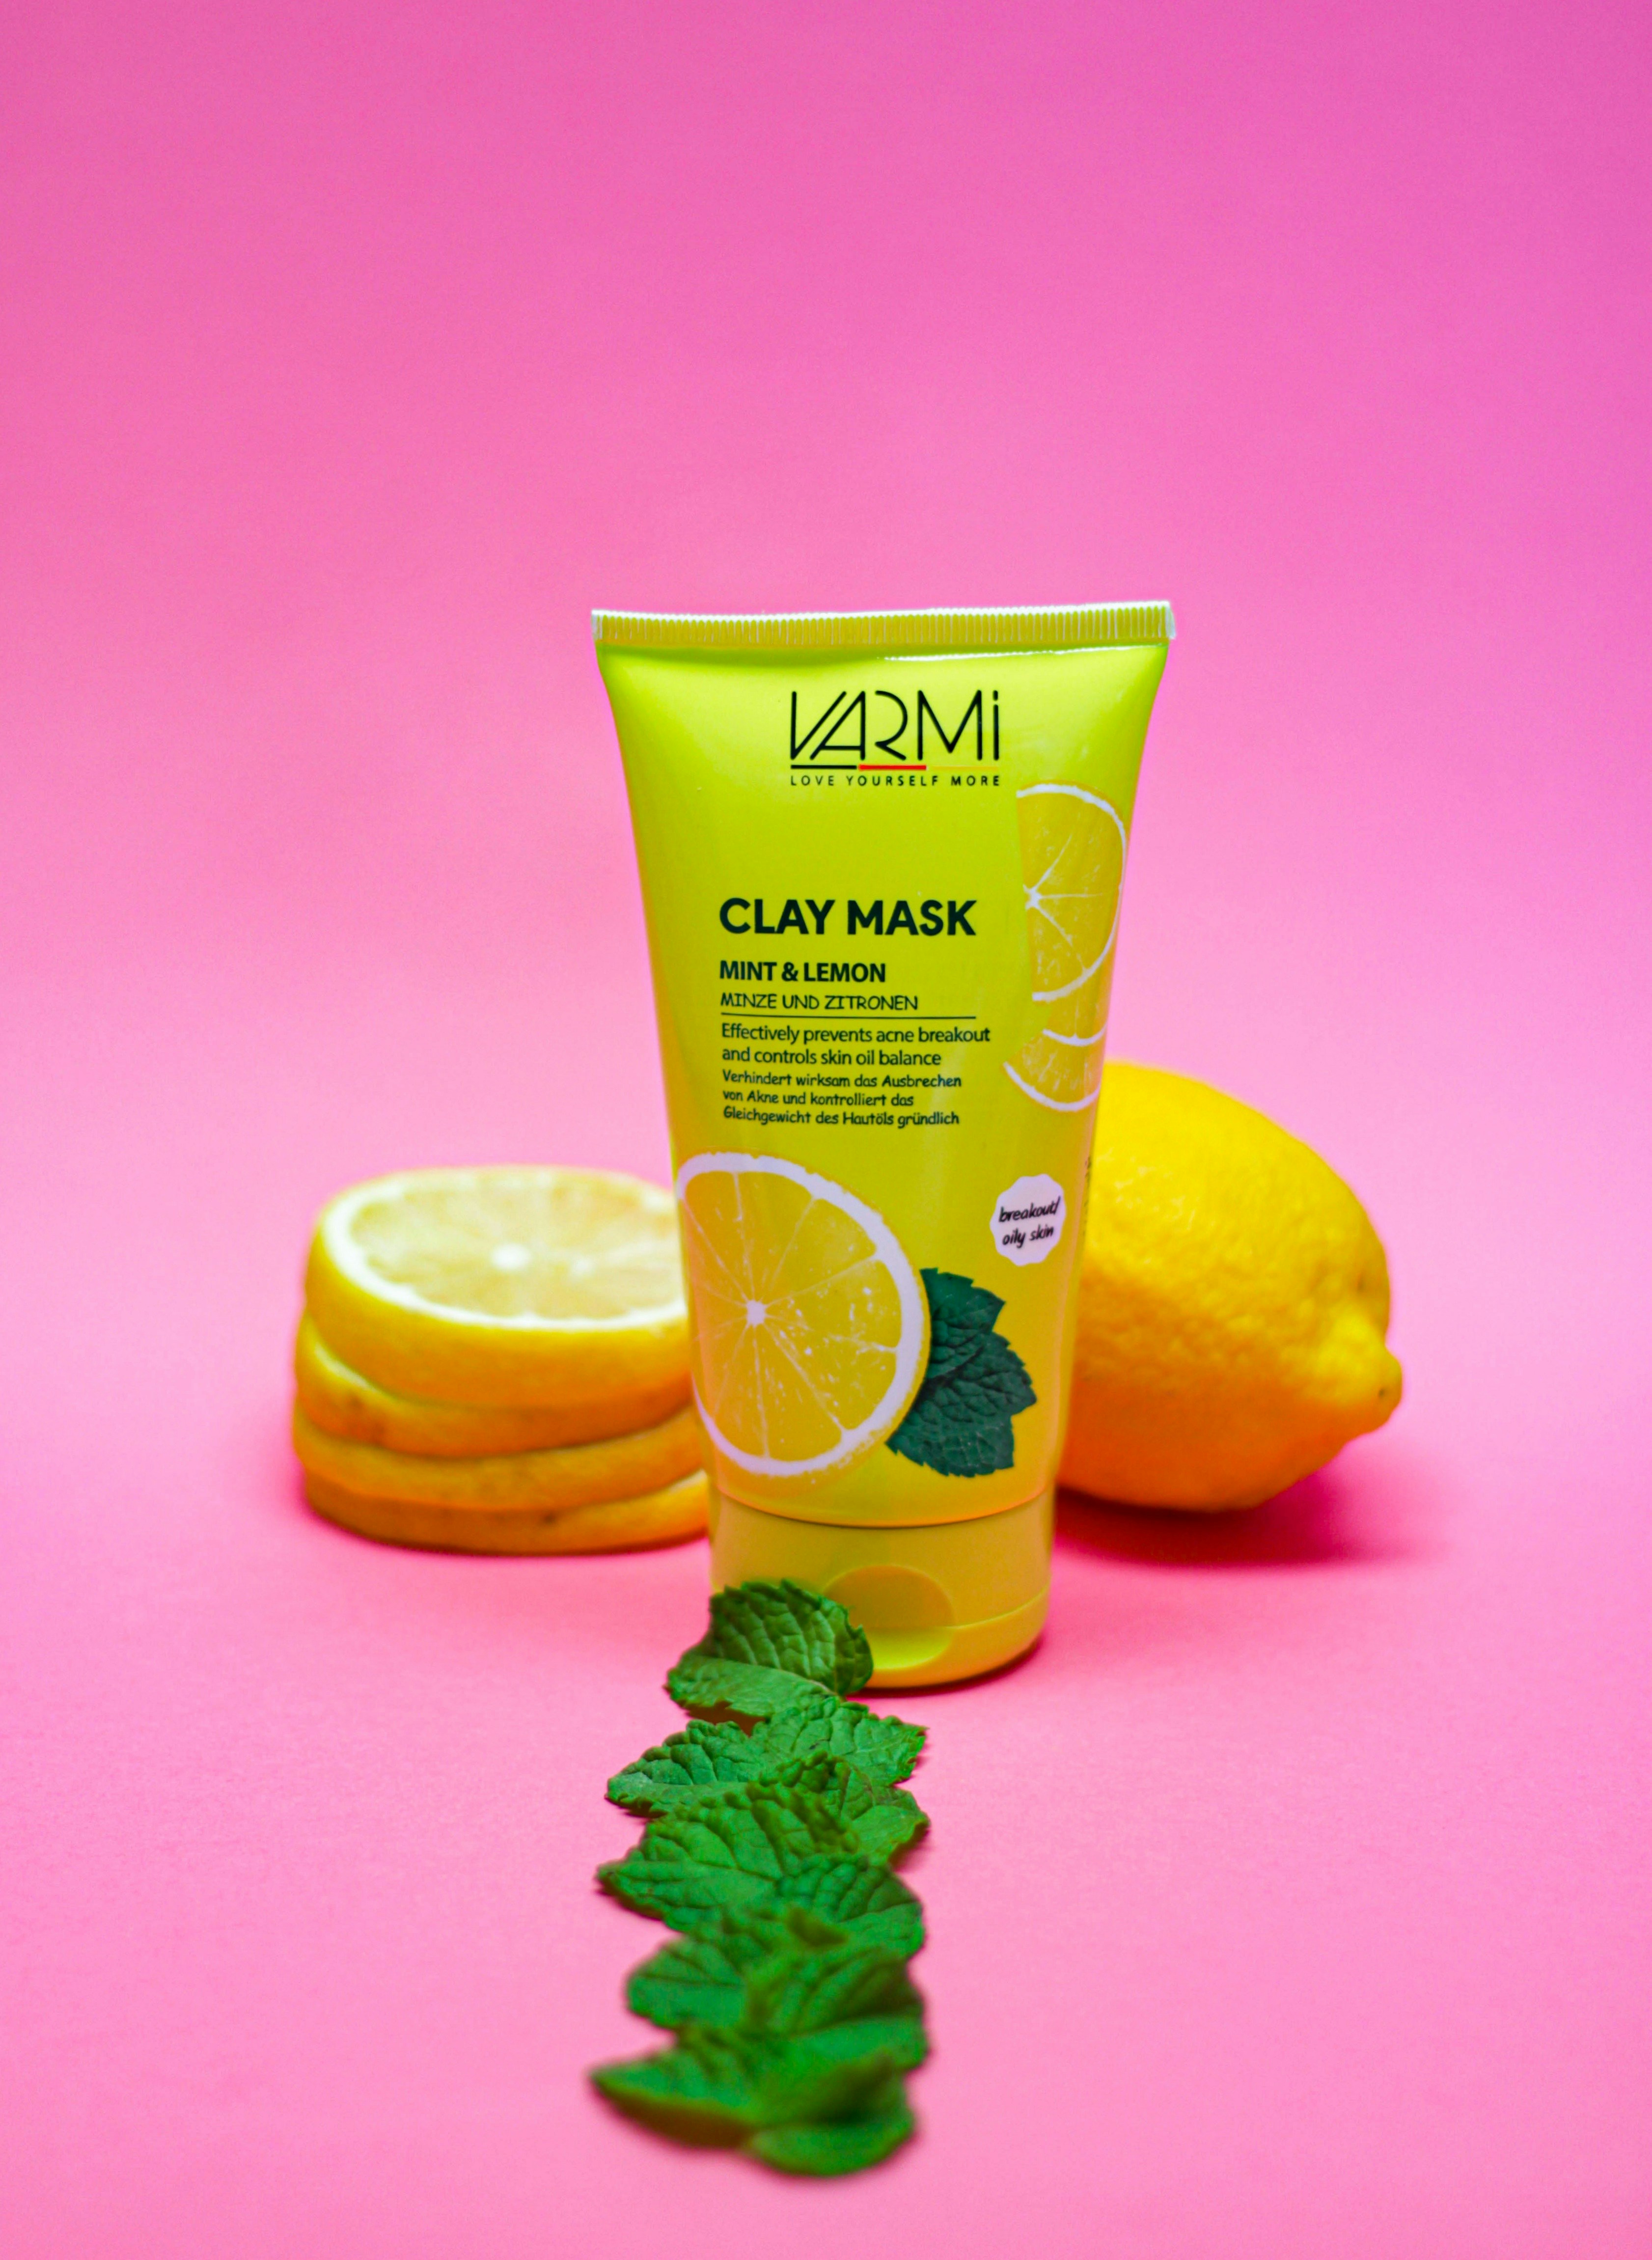 VARMi
LOVE YOURSELF MORE
CLAY MASK
MINT & LEMON
MINZE UND ZITRONEN
Effectively prevents acne breakout
and controls skin oil balance
Verhindert wirksam das Ausbrechen
von Akne und kontrolliert das
Gleichgewicht des Hautöls gründlich
breakout/
oily skin